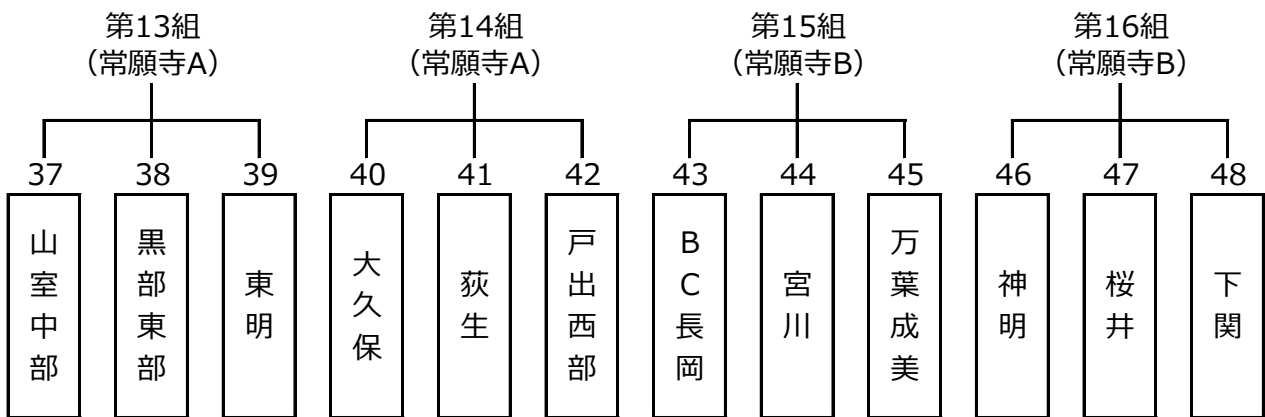 第13組 第14組 第15組 第16組
（常願寺A） （常願寺A） （常願寺B） （常願寺B）
37 38 39 40 41 42 43 44 45 46 47 48
山室中部
黒部東部
東明
大久保
荻生
戸出西部
BC長岡
宮川
万葉成美
神明
桜井
下関